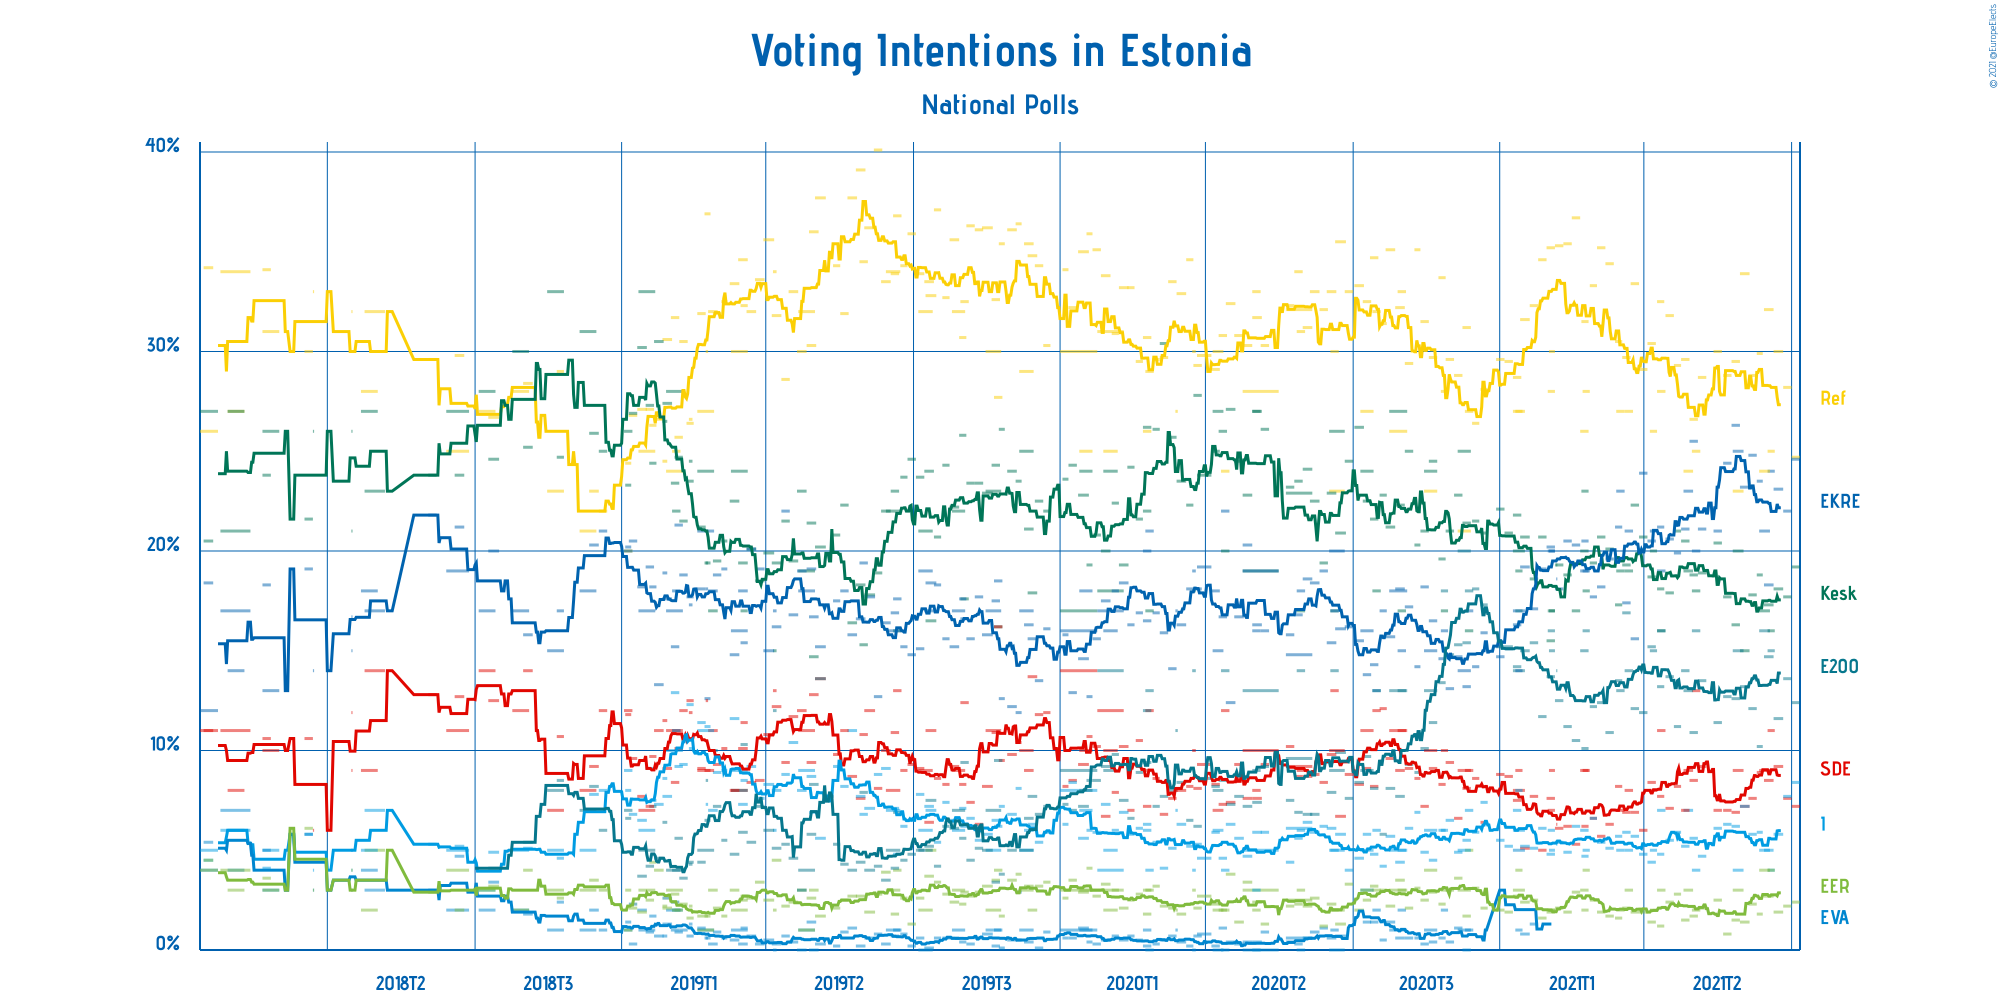 © 2021 @EuropeElects
Voting Intentions in Estonia
National Polls
40%
30%
20%
10%
0%
Ref
EKRE
Kesk
E200
SDE
I
EER
EVA
2018T2 2018T3 2019T1 2019T2 2019T3 2020T1 2020T2 2020T3 2021T1 2021T2